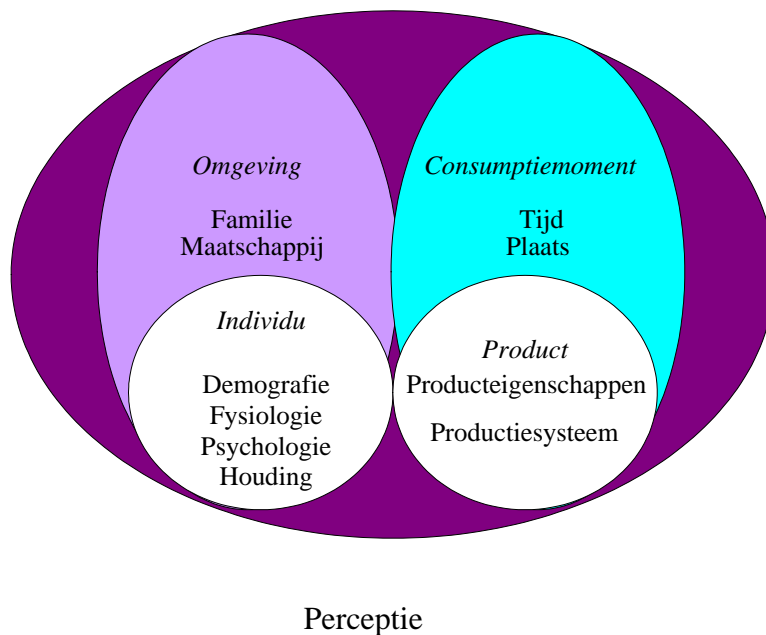 Omgeving
Familie
Maatschappij
Individu
Demografie
Fysiologie
Psychologie
Houding
Consumptiemoment
Tijd
Plaats
Product
Producteigenschappen
Productiesysteem
Perceptie